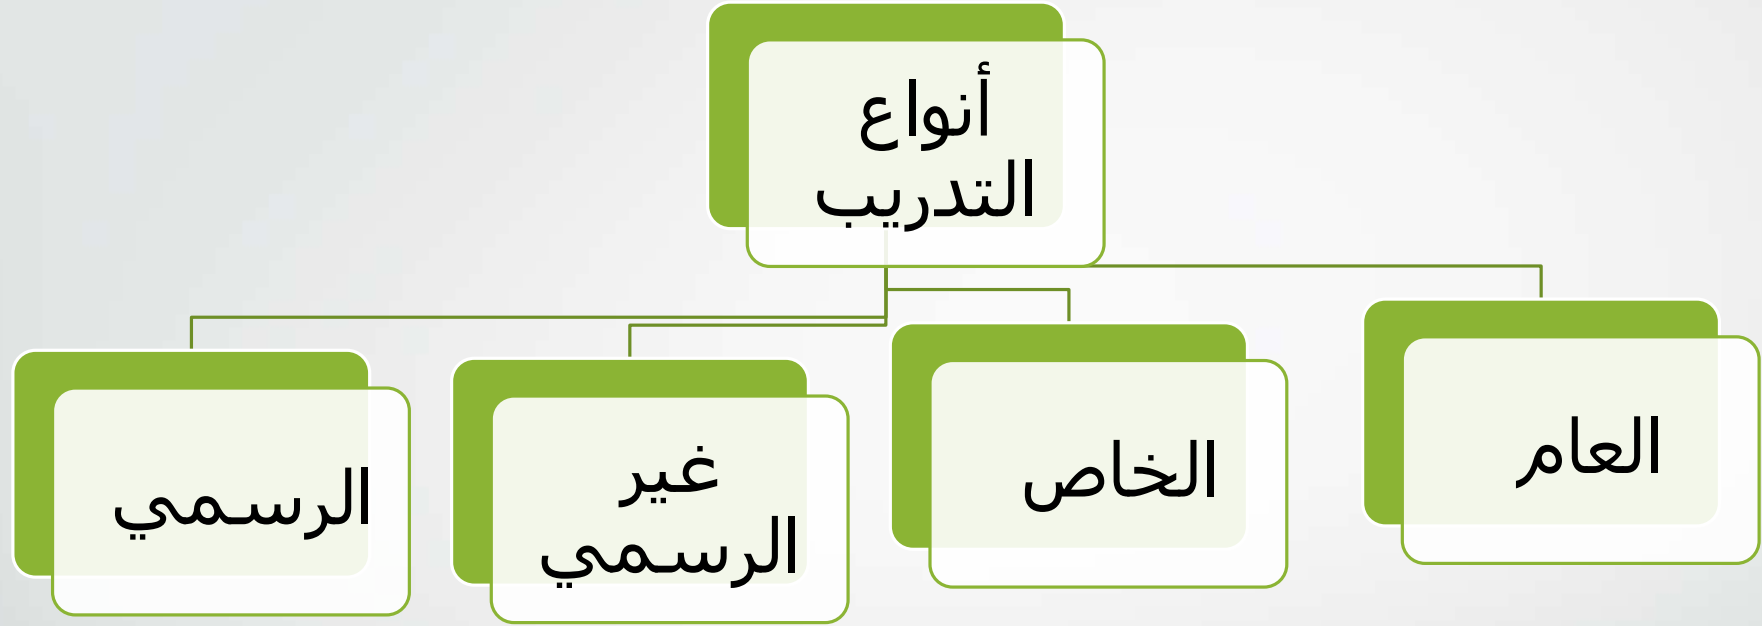 أنواع
التدريب
العام
الخاص
غير
الرسمي
الرسمي